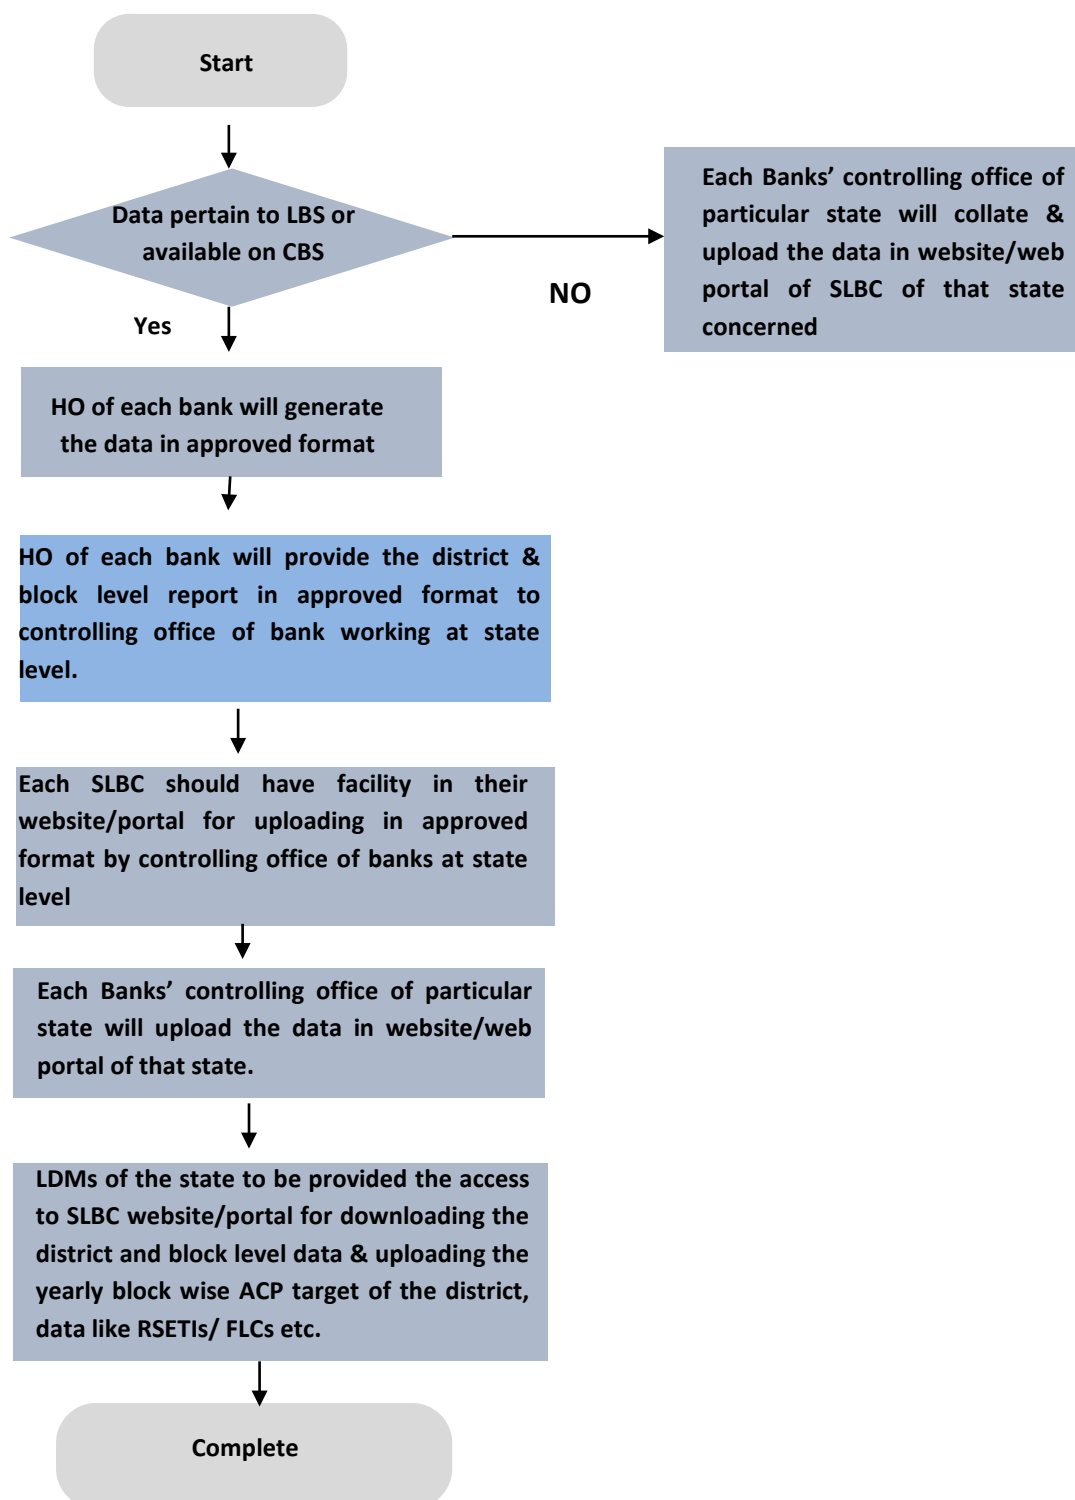 Start
Data pertain to LBS or
available on CBS
NO
Yes
Each Banks’ controlling office of
particular state will collate &
upload the data in website/web
portal of SLBC of that state
concerned
HO of each bank will generate
the data in approved format
HO of each bank will provide the district &
block level report in approved format to
controlling office of bank working at state
level.
Each SLBC should have facility in their
website/portal for uploading in approved
format by controlling office of banks at state
level
Each Banks’ controlling office of particular
state will upload the data in website/web
portal of that state.
LDMs of the state to be provided the access
to SLBC website/portal for downloading the
district and block level data & uploading the
yearly block wise ACP target of the district,
data like RSETIs/ FLCs etc.
Complete